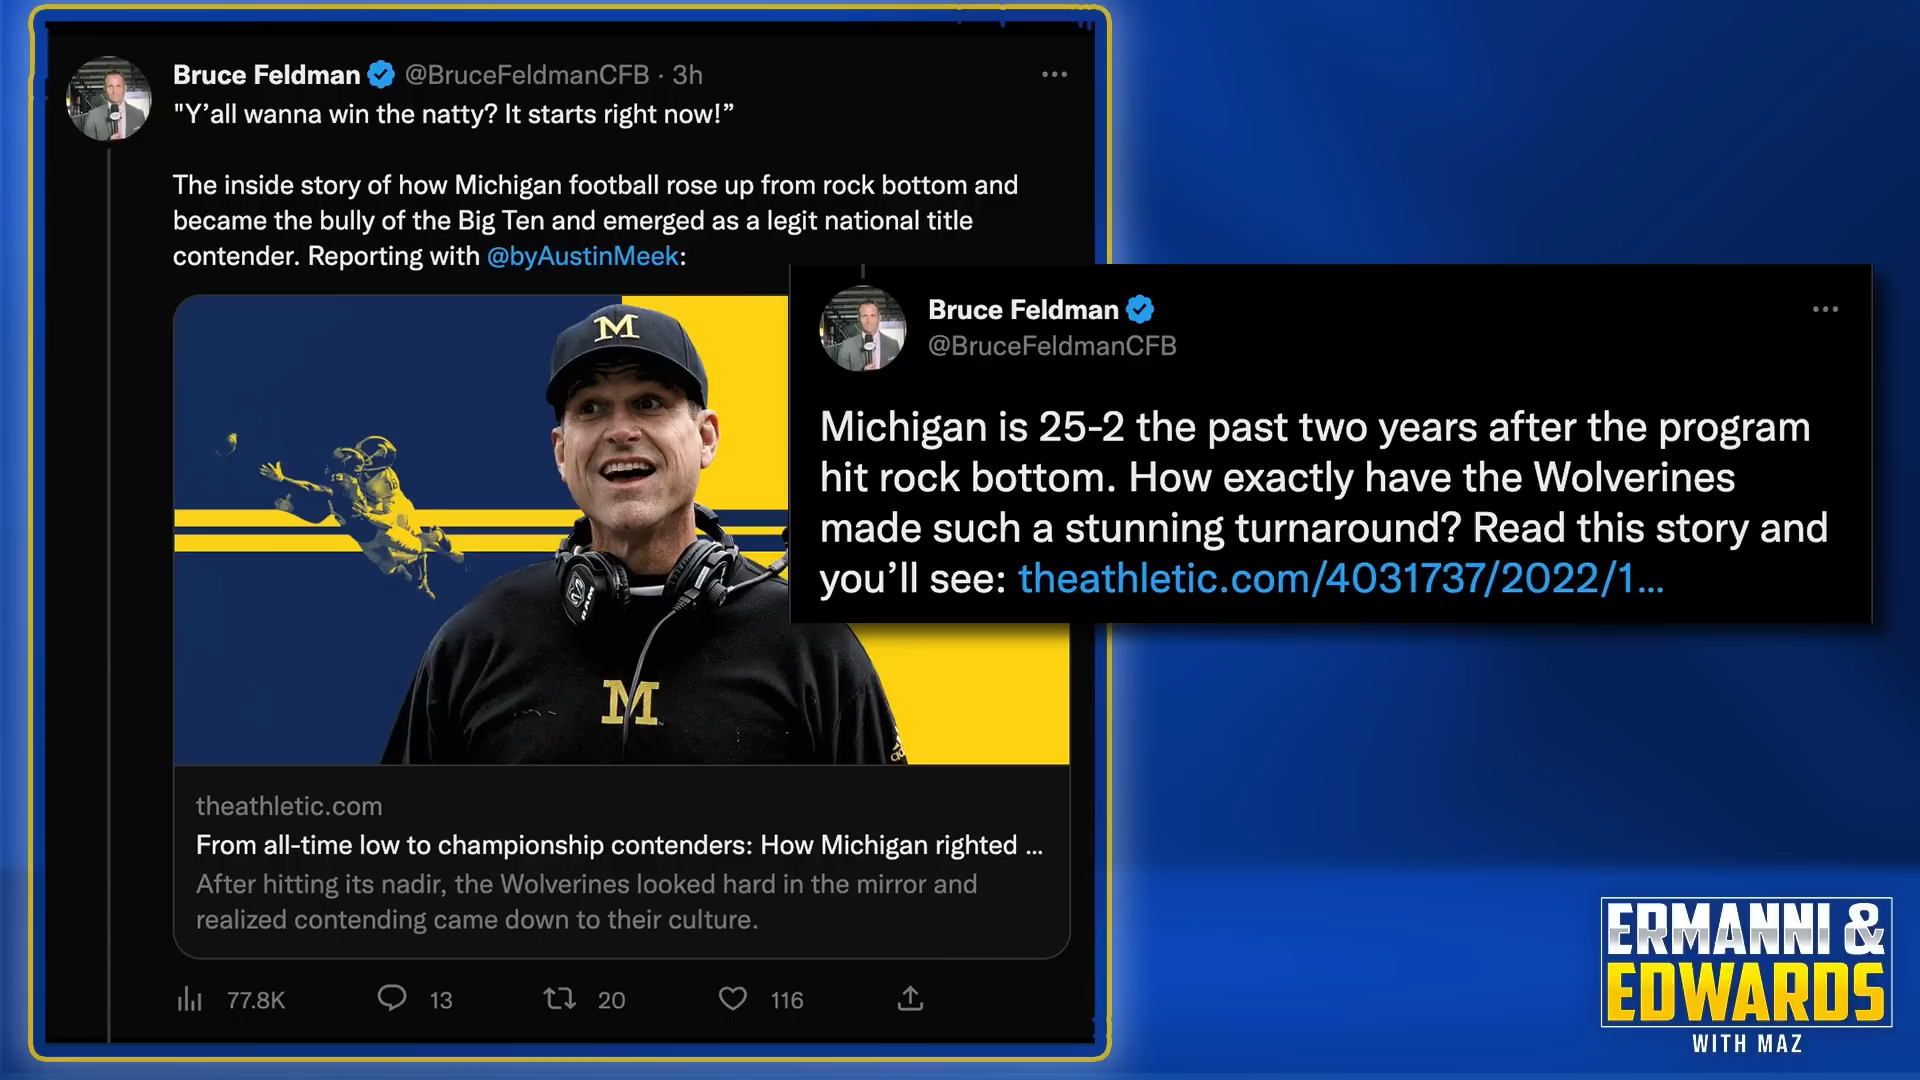 Bruce Feldman @BruceFeldmanCFB · 3h
"Y’all wanna win the natty? It starts right now!”
The inside story of how Michigan football rose up from rock bottom and
became the bully of the Big Ten and emerged as a legit national title
contender. Reporting with @byAustinMeek:
M
RAM
M
theathletic.com
From all-time low to championship contenders: How Michigan righted ...
After hitting its nadir, the Wolverines looked hard in the mirror and
realized contending came down to their culture.
77.8K 13 20 116
Bruce Feldman
@BruceFeldmanCFB
Michigan is 25-2 the past two years after the program
hit rock bottom. How exactly have the Wolverines
made such a stunning turnaround? Read this story and
you’ll see: theathletic.com/4031737/2022/1...
ERMANNI &
EDWARDS
WITH MAZ